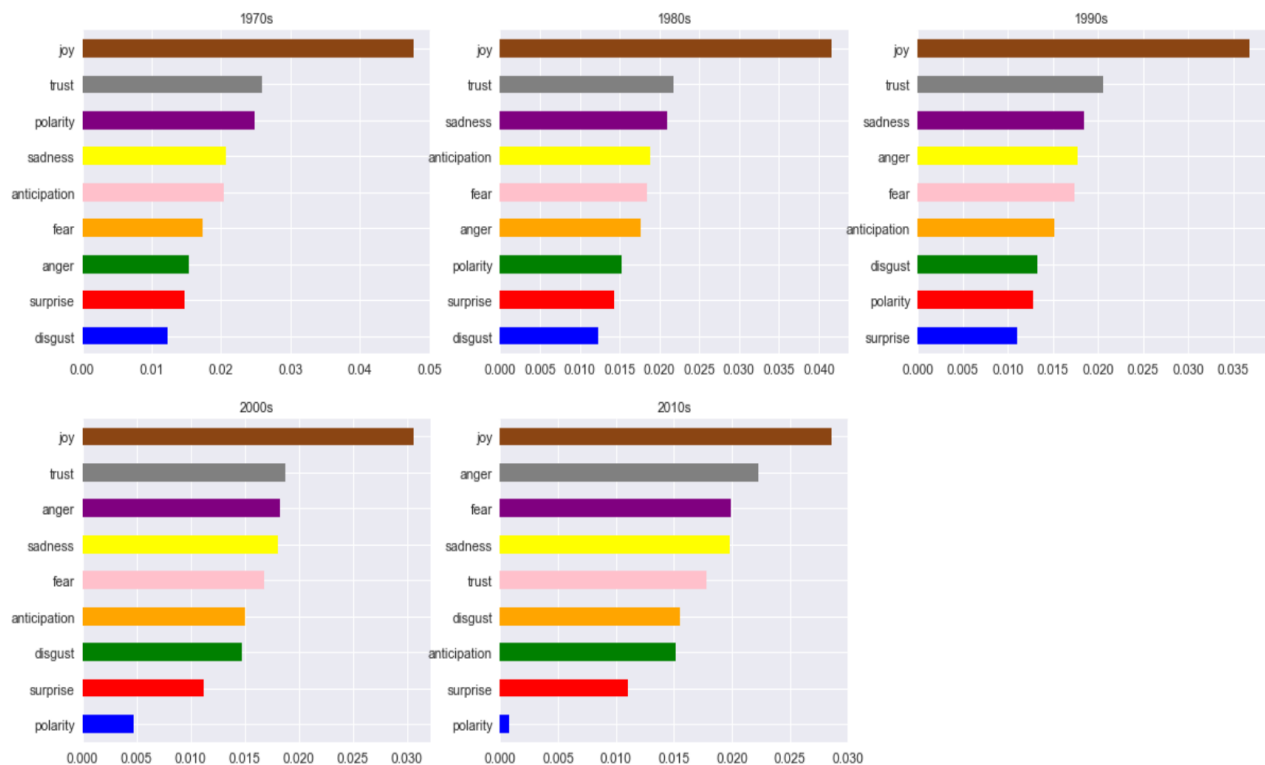 1970s
joy
trust
polarity
sadness
anticipation
fear
anger
surprise
disgust
0.00 0.01 0.02 0.03 0.04 0.05
1980s
joy
trust
sadness
anticipation
fear
anger
polarity
surprise
disgust
0.000 0.005 0.010 0.015 0.020 0.025 0.030 0.035 0.040
1990s
joy
trust
sadness
anger
fear
anticipation
disgust
polarity
surprise
0.000 0.005 0.010 0.015 0.020 0.025 0.030 0.035
2000s
joy
trust
anger
sadness
fear
anticipation
disgust
surprise
polarity
0.000 0.005 0.010 0.015 0.020 0.025 0.030
2010s
joy
anger
fear
sadness
trust
disgust
anticipation
surprise
polarity
0.000 0.005 0.010 0.015 0.020 0.025 0.030